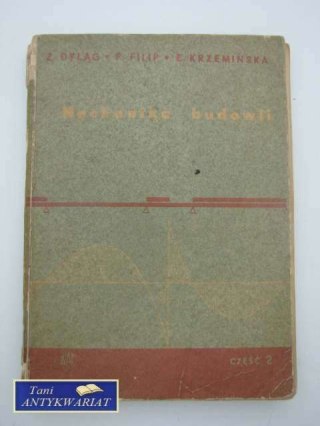 Z. DYLĄG • P. FILIP • E. KRZEMIŃSKA
Mechanika budowli
CZĘŚĆ 2
Tani
ANTYKWARIAT